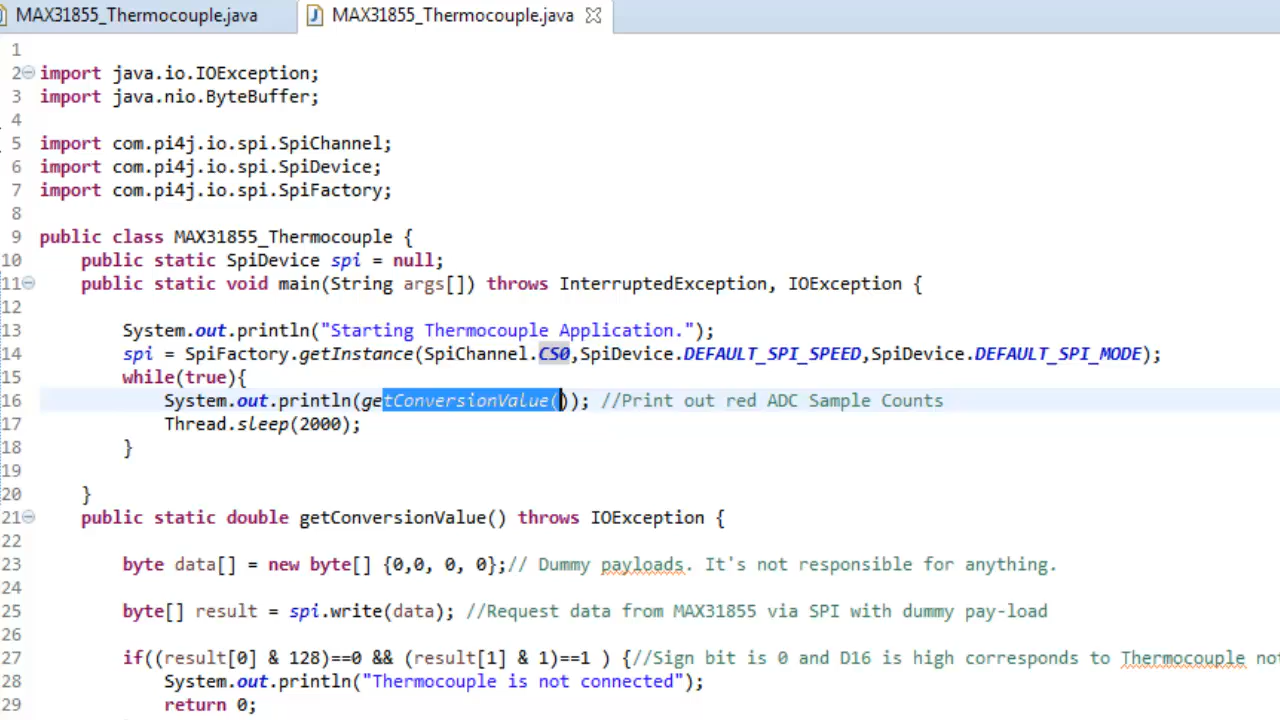 MAX31855_Thermocouple.java MAX31855_Thermocouple.java
1
2 import java.io.IOException;
3 import java.nio.ByteBuffer;
4
5 import com.pi4j.io.spi.SpiChannel;
6 import com.pi4j.io.spi.SpiDevice;
7 import com.pi4j.io.spi.SpiFactory;
8
9 public class MAX31855_Thermocouple {
10 public static SpiDevice spi = null;
11 public static void main(String args[]) throws InterruptedException, IOException {
12
13 System.out.println("Starting Thermocouple Application.");
14 spi = SpiFactory.getInstance(SpiChannel.CS0,SpiDevice.DEFAULT_SPI_SPEED,SpiDevice.DEFAULT_SPI_MODE);
15 while(true){
16 System.out.println(getConversionValue()); //Print out red ADC Sample Counts
17 Thread.sleep(2000);
18 }
19
20 }
21 public static double getConversionValue() throws IOException {
22
23 byte data[] = new byte[] {0,0, 0, 0};// Dummy payloads. It's not responsible for anything.
24
25 byte[] result = spi.write(data); //Request data from MAX31855 via SPI with dummy pay-load
26
27 if((result[0] & 128)==0 && (result[1] & 1)==1 ) {//Sign bit is 0 and D16 is high corresponds to Thermocouple not
28 System.out.println("Thermocouple is not connected");
29 return 0;